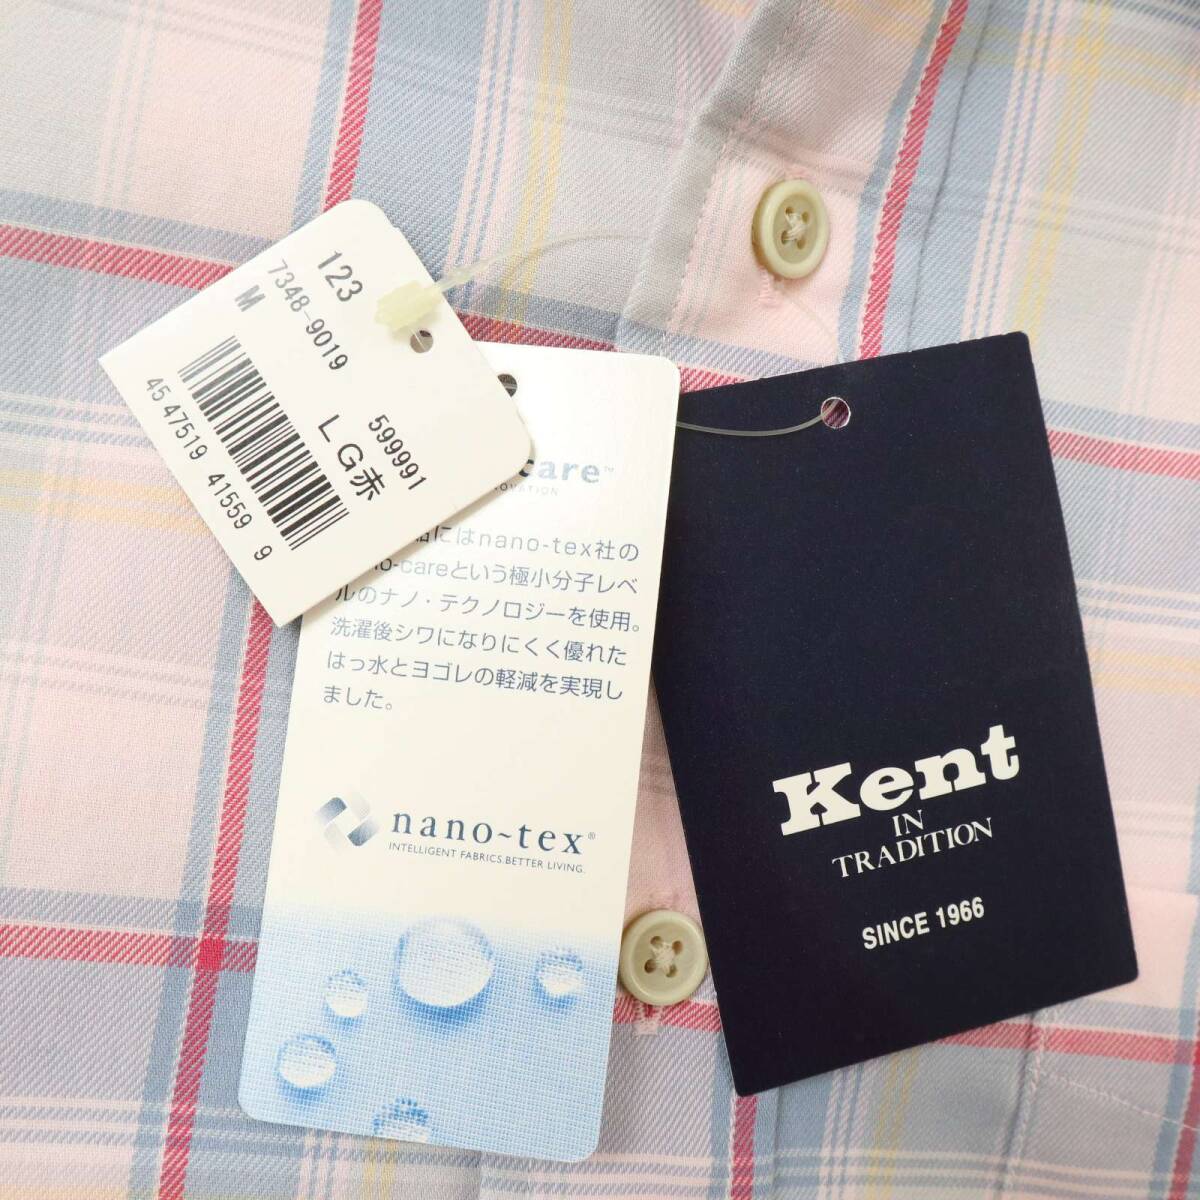 123
7348-9019
M
599991
LG赤
45 47519 41559 9
care™
にはnano-tex社の
-careという極小分子レベ
ルのナノ・テクノロジーを使用。
洗濯後シワになりにくく優れた
はっ水とヨゴレの軽減を実現し
ました。
nano~tex®
INTELLIGENT FABRICS.BETTER LIVING.
Kent
IN
TRADITION
SINCE 1966